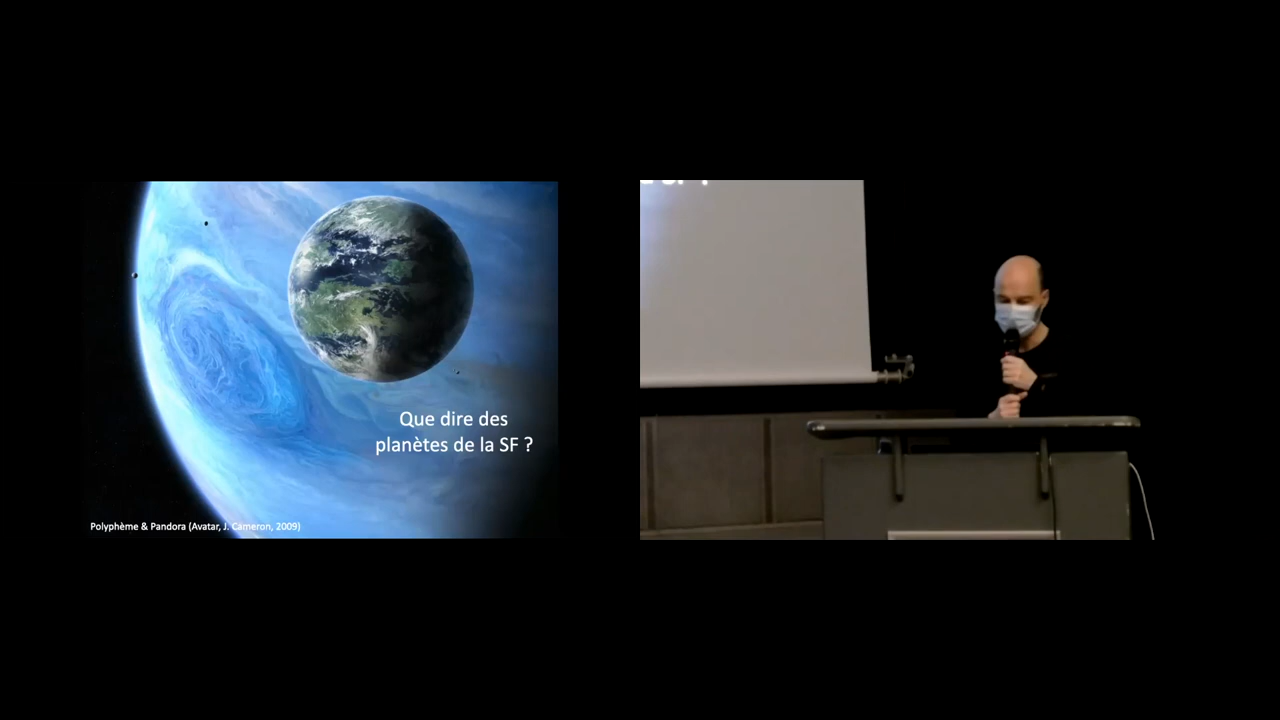 Que dire des
planètes de la SF ?
Polyphème & Pandora (Avatar, J. Cameron, 2009)